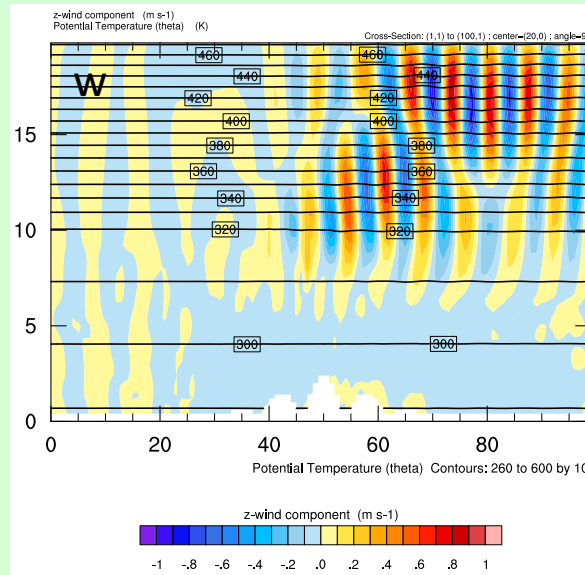 z-wind component (m s-1)
Potential Temperature (theta) (K)
Cross-Section: (1,1) to (100,1) ; center=(20,0) ; angle=9
W
460 460
440 440
420 420
400 400
15
380 380
360 360
340 340
10
320 320
5
300 300
0
0 20 40 60 80
Potential Temperature (theta) Contours: 260 to 600 by 10
z-wind component (m s-1)
-1 -.8 -.6 -.4 -.2 .0 .2 .4 .6 .8 1